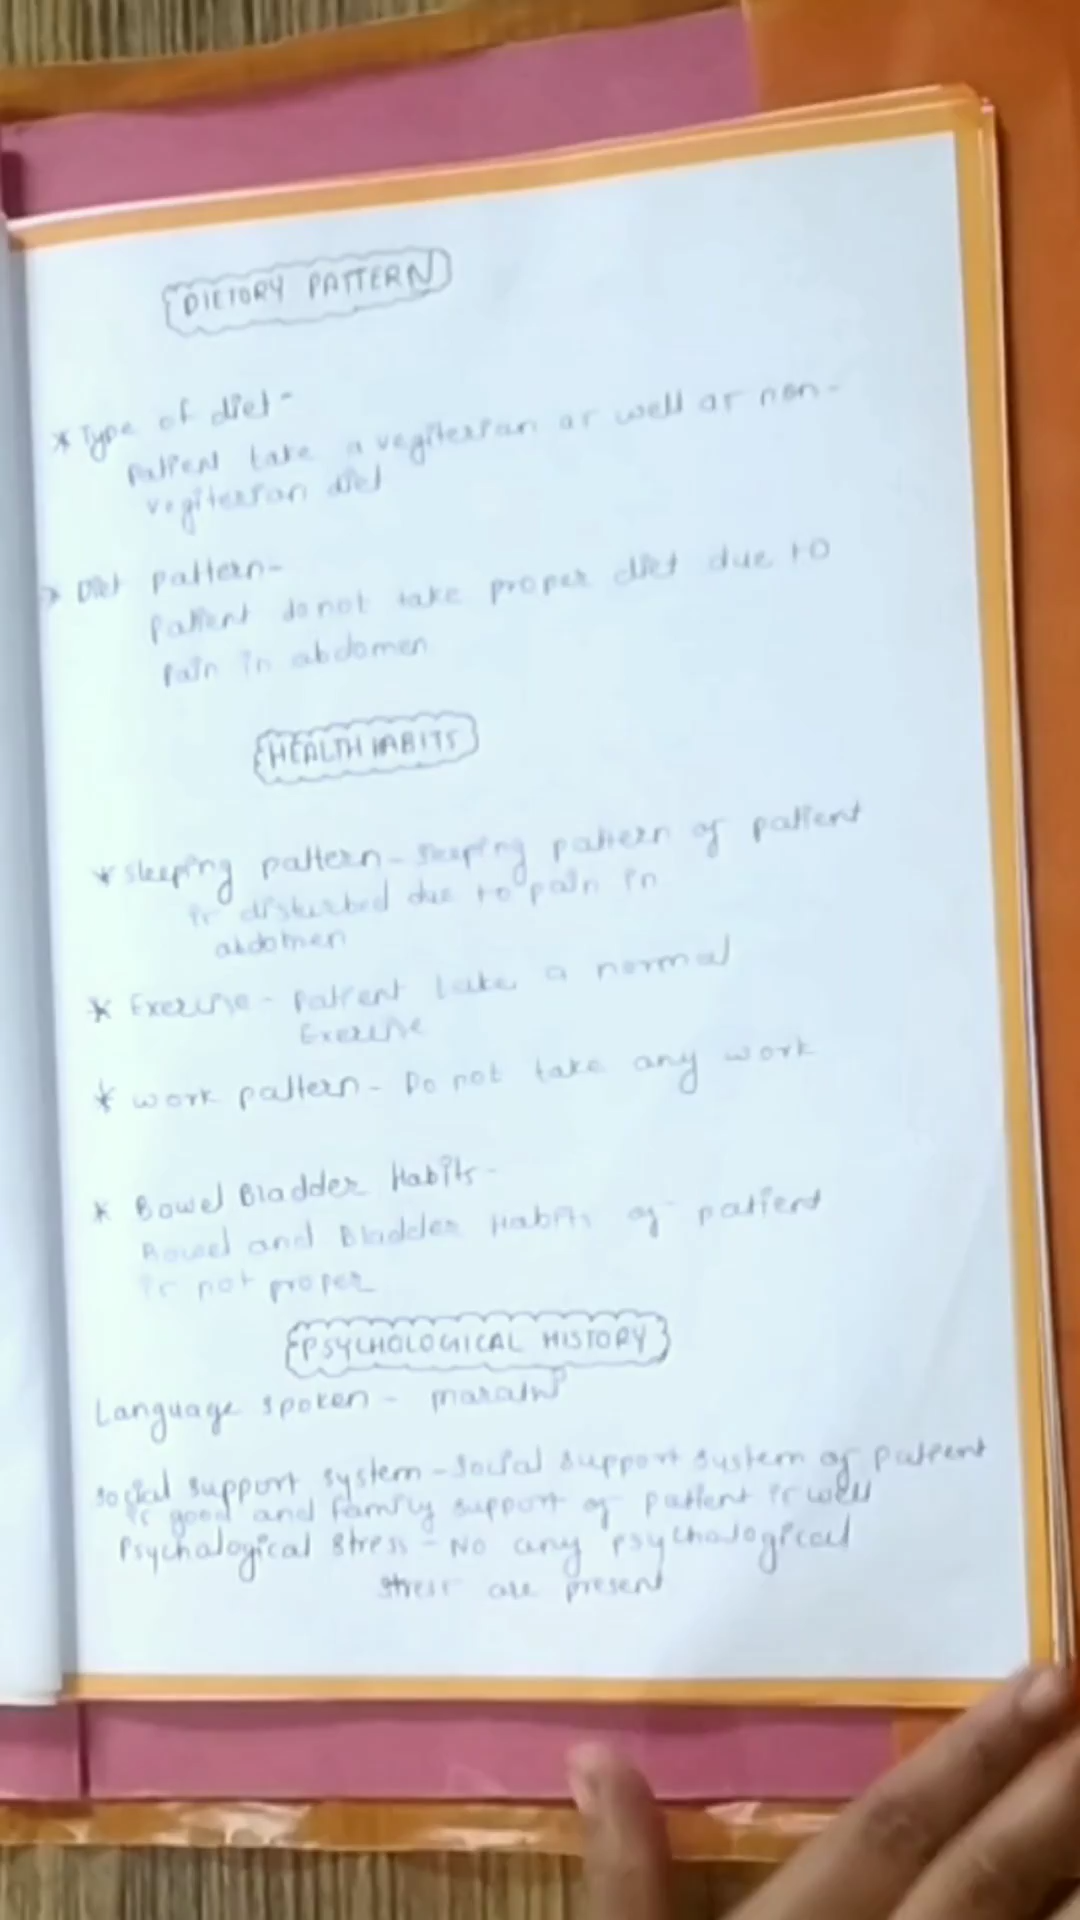 DIETORY PATTERN
* Type of diet -
patient take a vegiterian as well as non-
vegiterian diet
* Diet pattern-
patient do not take proper diet due to
pain in abdomen
HEALTH HABITS
* Sleeping pattern - Sleeping pattern of patient
is disturbed due to pain in
abdomen
* Exercise - patient take a normal
Exercise
* work pattern - Do not take any work
* Bowel Bladder Habits -
Bowel and Bladder Habits of patient
is not proper
PSYCHOLOGICAL HISTORY
Language spoken - marathi
social support system - social support system of patient
is good and family support of patient is well
Psychological stress - No any psychological
stress are present